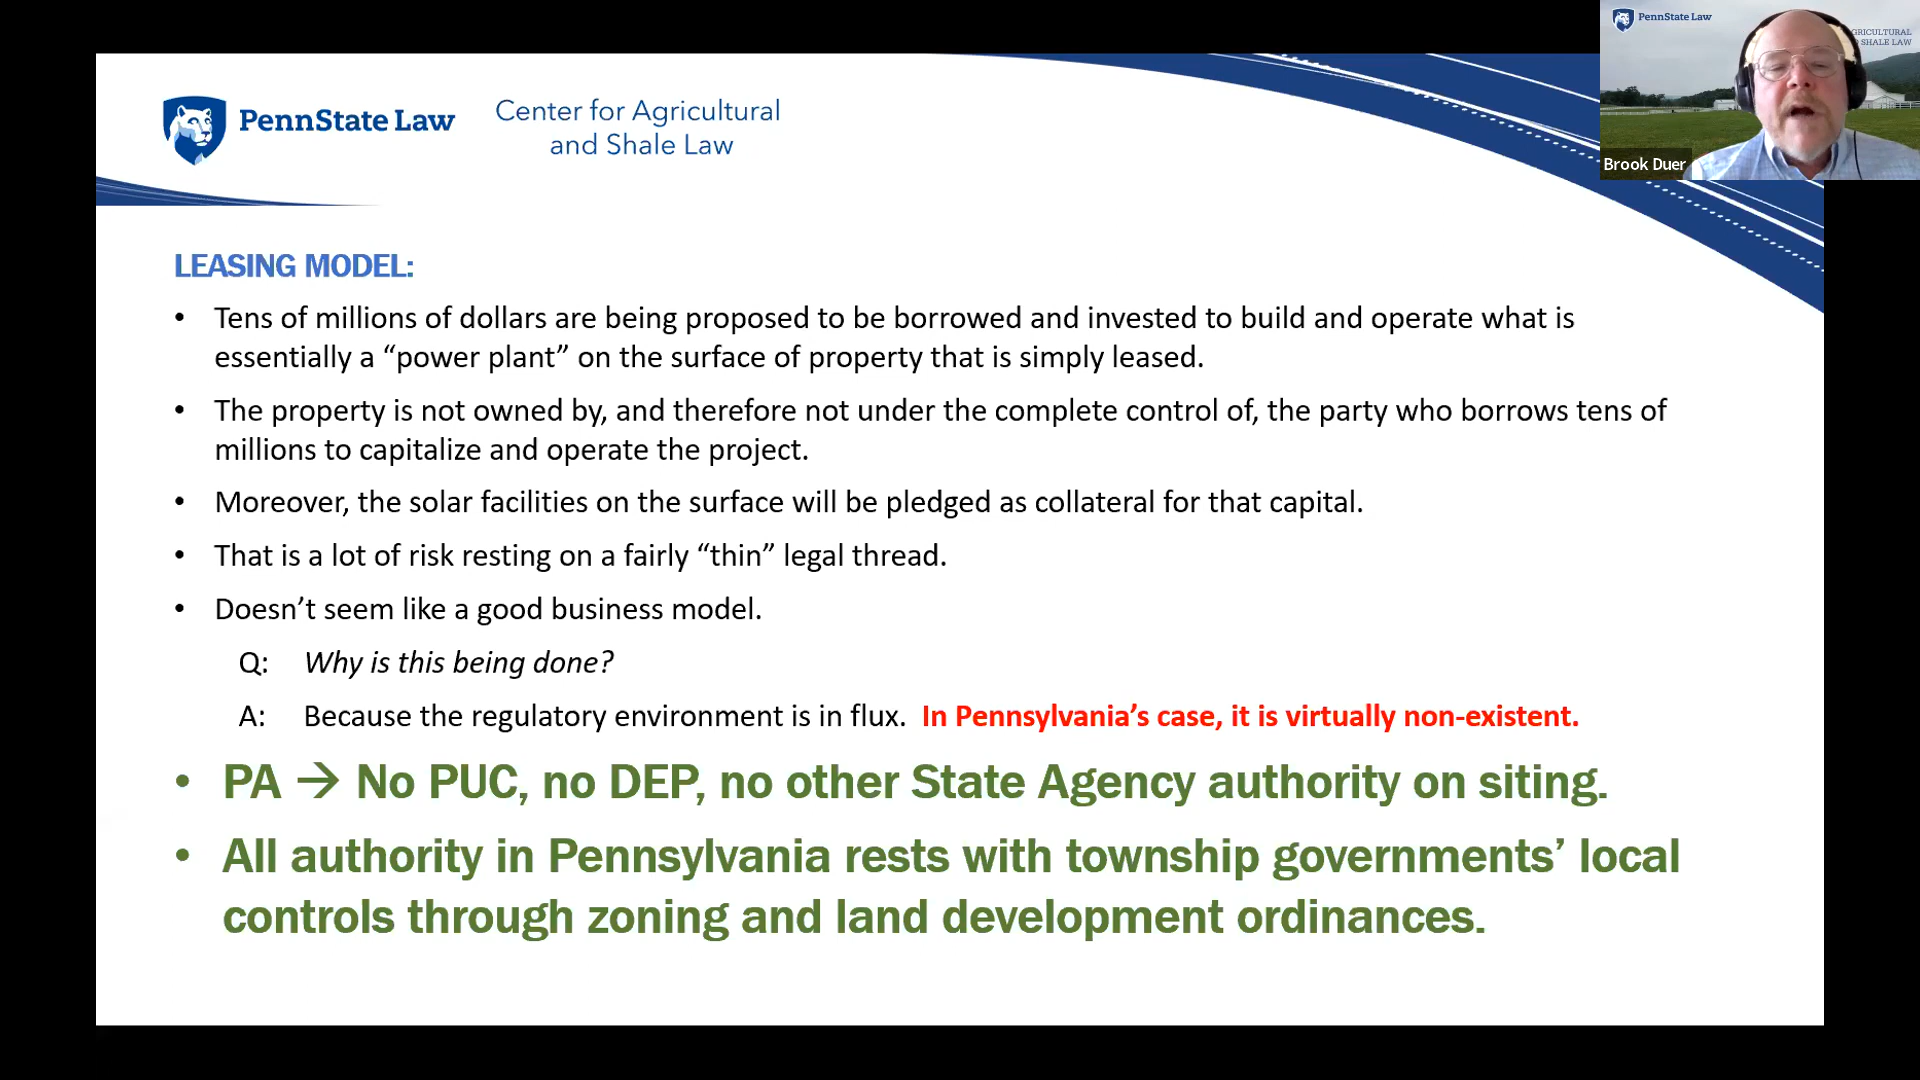 PennState Law
Center for Agricultural
and Shale Law
PennState Law
GRICULTURAL
SHALE LAW
Brook Duer
LEASING MODEL:
• Tens of millions of dollars are being proposed to be borrowed and invested to build and operate what is
essentially a “power plant” on the surface of property that is simply leased.
• The property is not owned by, and therefore not under the complete control of, the party who borrows tens of
millions to capitalize and operate the project.
• Moreover, the solar facilities on the surface will be pledged as collateral for that capital.
• That is a lot of risk resting on a fairly “thin” legal thread.
• Doesn’t seem like a good business model.
Q: Why is this being done?
A: Because the regulatory environment is in flux. In Pennsylvania’s case, it is virtually non-existent.
• PA → No PUC, no DEP, no other State Agency authority on siting.
• All authority in Pennsylvania rests with township governments’ local
controls through zoning and land development ordinances.